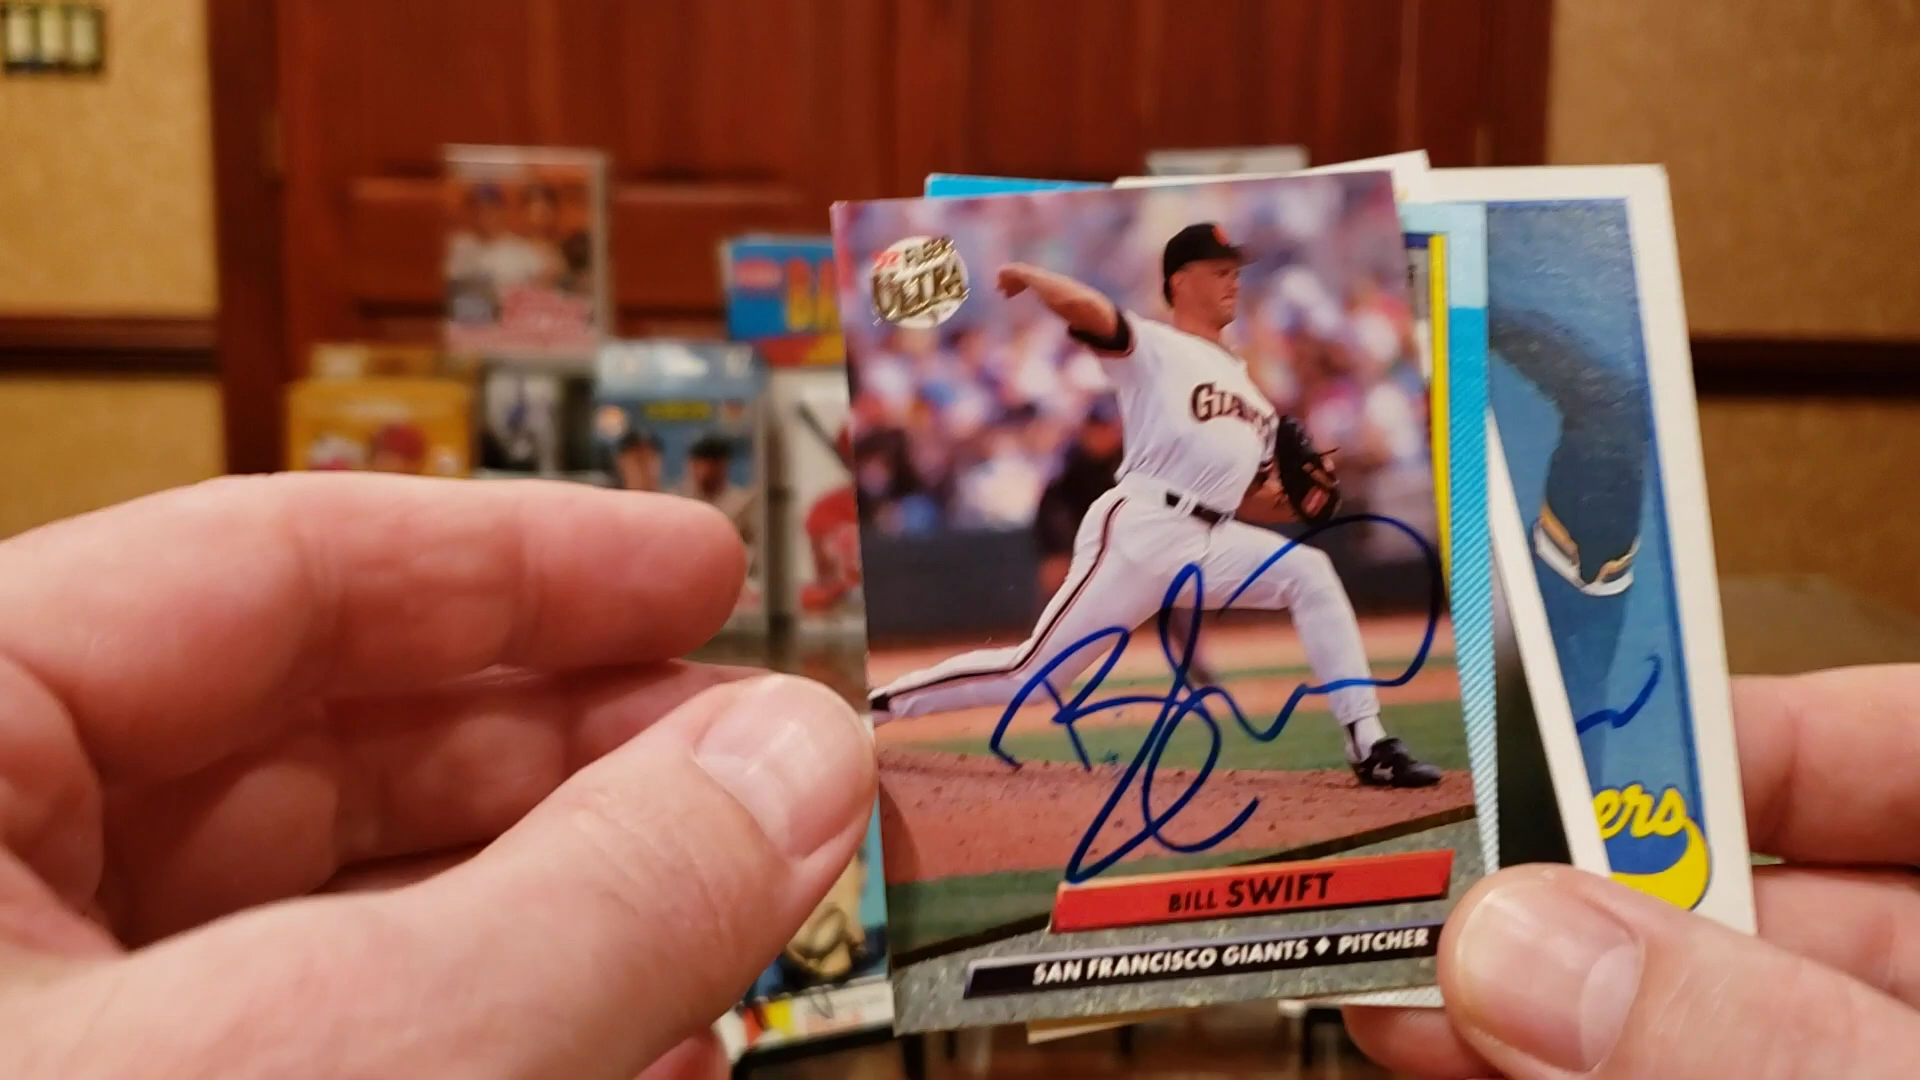 '92 FLEER
ULTRA
GIANTS
BILL SWIFT
SAN FRANCISCO GIANTS ♦ PITCHER
ers